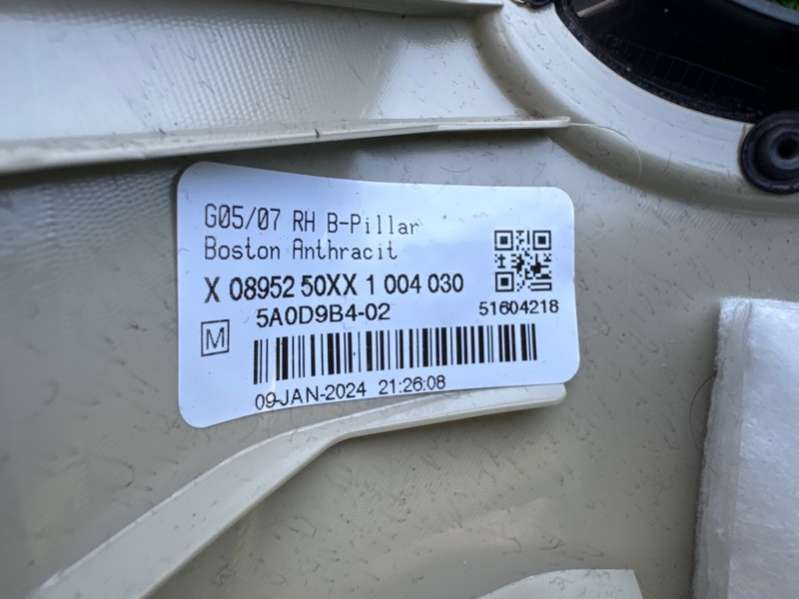 G05/07 RH B-Pillar
Boston Anthracit
X 08952 50XX 1 004 030
5A0D9B4-02 51604218
M
09-JAN-2024 21:26:08